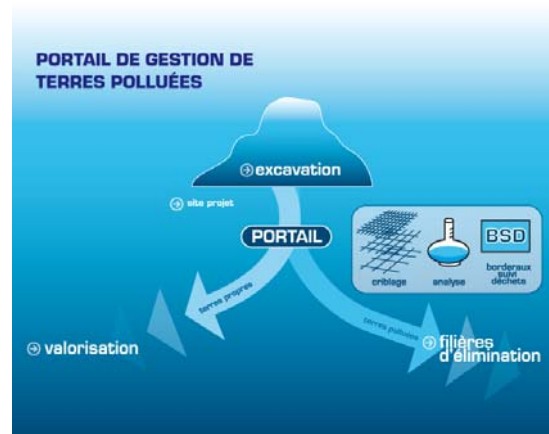 PORTAIL DE GESTION DE
TERRES POLLUÉES
excavation
site projet
PORTAIL
BSD
criblage
analyse
bordereaux
suivi
déchets
terres propres
terres polluées
valorisation
filières
d'élimination